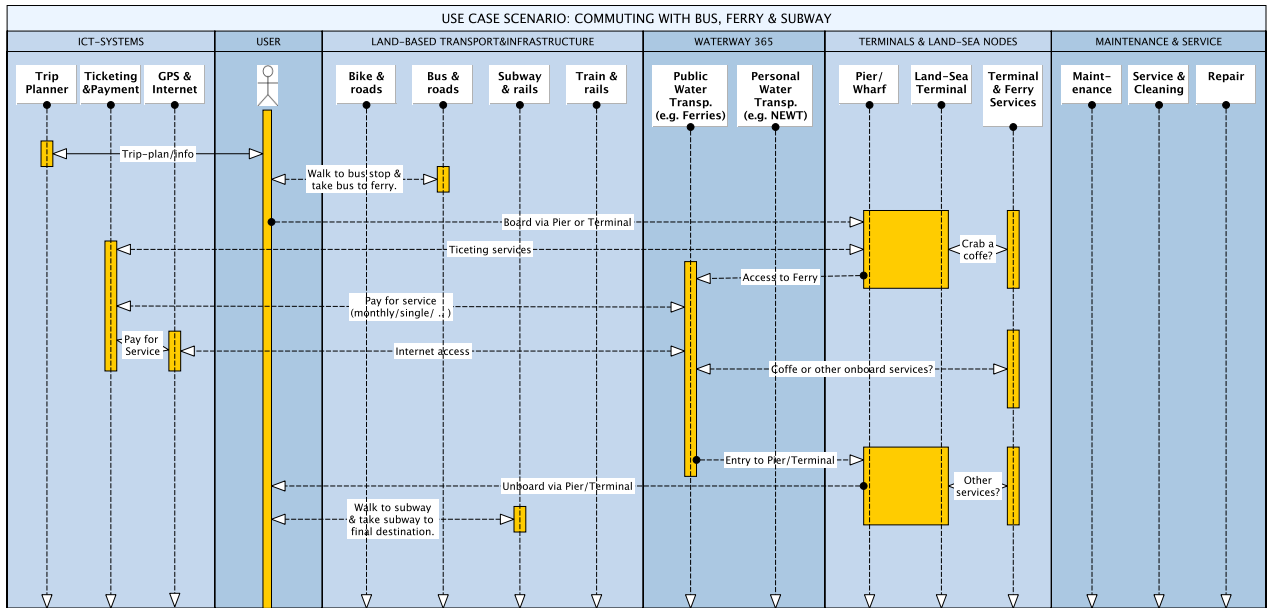 USE CASE SCENARIO: COMMUTING WITH BUS, FERRY & SUBWAY
ICT-SYSTEMS
USER
LAND-BASED TRANSPORT&INFRASTRUCTURE
WATERWAY 365
TERMINALS & LAND-SEA NODES
MAINTENANCE & SERVICE
Trip
Planner
Ticketing
&Payment
GPS &
Internet
Bike &
roads
Bus &
roads
Subway
& rails
Train &
rails
Public
Water
Transp.
(e.g. Ferries)
Personal
Water
Transp.
(e.g. NEWT)
Pier/
Wharf
Land-Sea
Terminal
Terminal
& Ferry
Services
Maint-
enance
Service &
Cleaning
Repair
Trip-plan/info
Walk to bus stop &
take bus to ferry.
Board via Pier or Terminal
Ticeting services
Crab a
coffe?
Access to Ferry
Pay for service
(monthly/single/ ...)
Pay for
Service
Internet access
Coffe or other onboard services?
Entry to Pier/Terminal
Unboard via Pier/Terminal
Other
services?
Walk to subway
& take subway to
final destination.